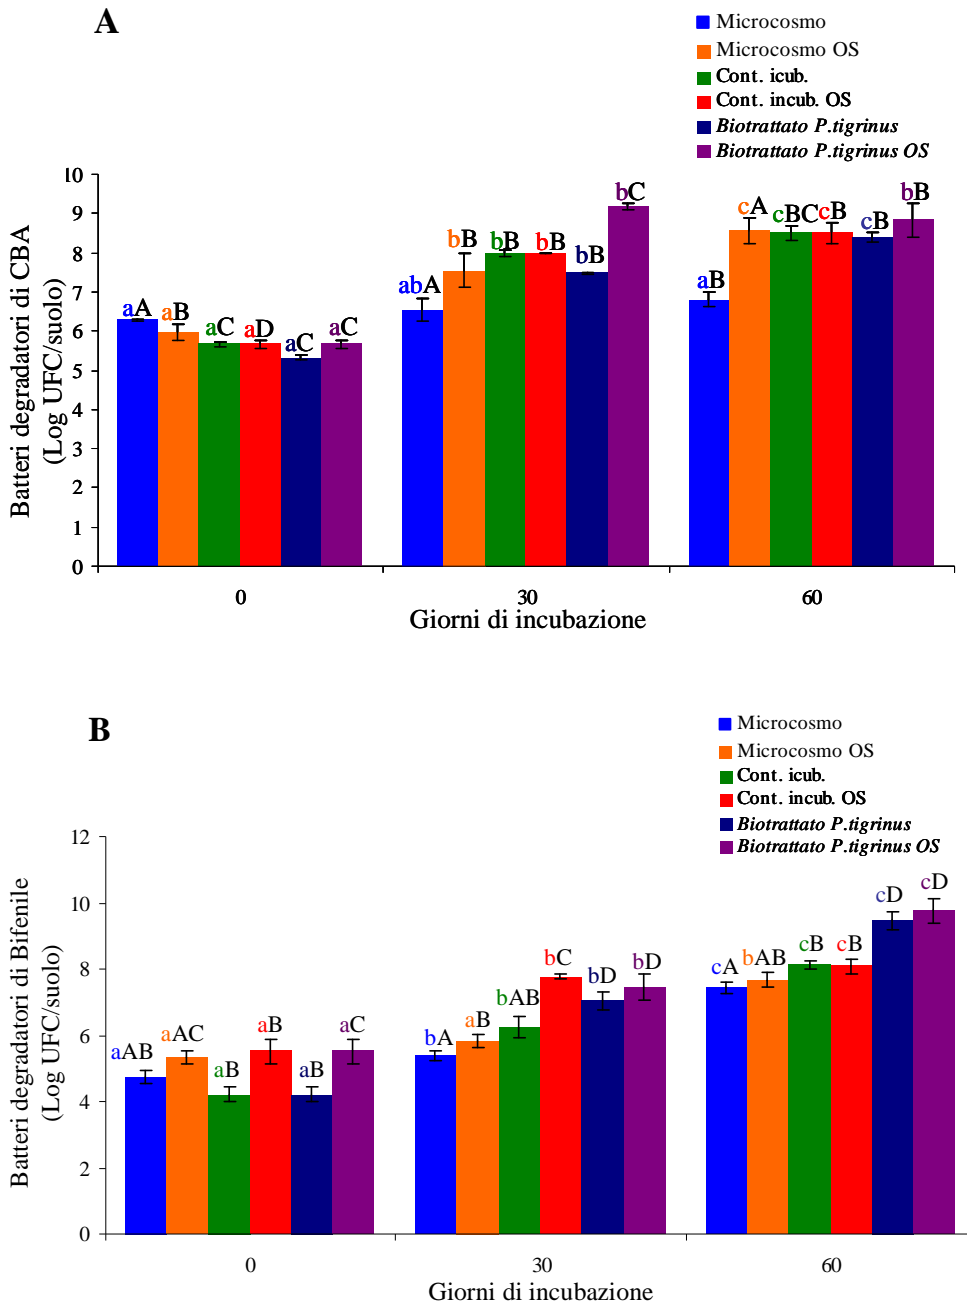 A
Microcosmo
Microcosmo OS
Cont. icub.
Cont. incub. OS
Biotrattato P.tigrinus
Biotrattato P.tigrinus OS
Batteri degradatori di CBA
(Log UFC/suolo)
10
9
8
7
6
5
4
3
2
1
0
aA aB aC aD aC aC
abA bB bB bB bB bC
aB cA cBC cB cB bB
0 30 60
Giorni di incubazione
B
Microcosmo
Microcosmo OS
Cont. icub.
Cont. incub. OS
Biotrattato P.tigrinus
Biotrattato P.tigrinus OS
Batteri degradatori di Bifenile
(Log UFC/suolo)
12
10
8
6
4
2
0
aAB aAC aB aB aB aC
bA aB bAB bC bD bD
cA bAB cB cB cD cD
0 30 60
Giorni di incubazione